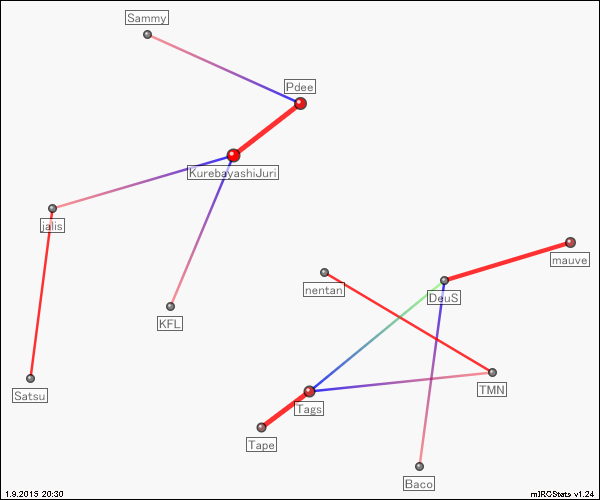 Sammy
Pdee
KurebayashiJuri
jalis
mauve
nentan
DeuS
KFL
Satsu
TMN
Tags
Tape
Baco
1.9.2015 20:30
mIRCStats v1.24